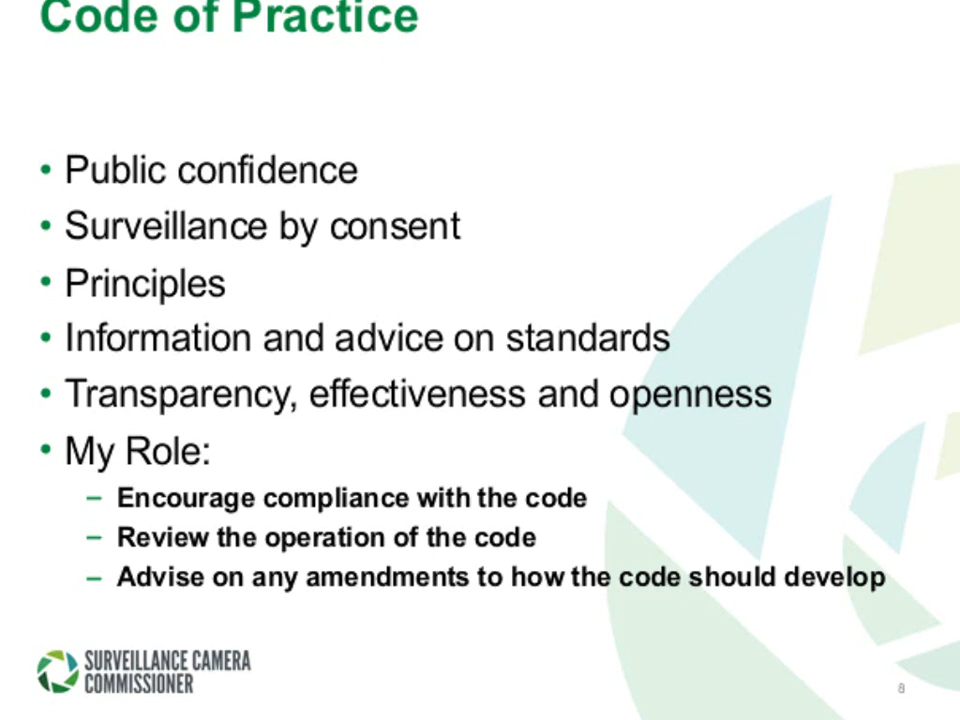 Code of Practice
• Public confidence
• Surveillance by consent
• Principles
• Information and advice on standards
• Transparency, effectiveness and openness
• My Role:
– Encourage compliance with the code
– Review the operation of the code
– Advise on any amendments to how the code should develop
SURVEILLANCE CAMERA
COMMISSIONER
8